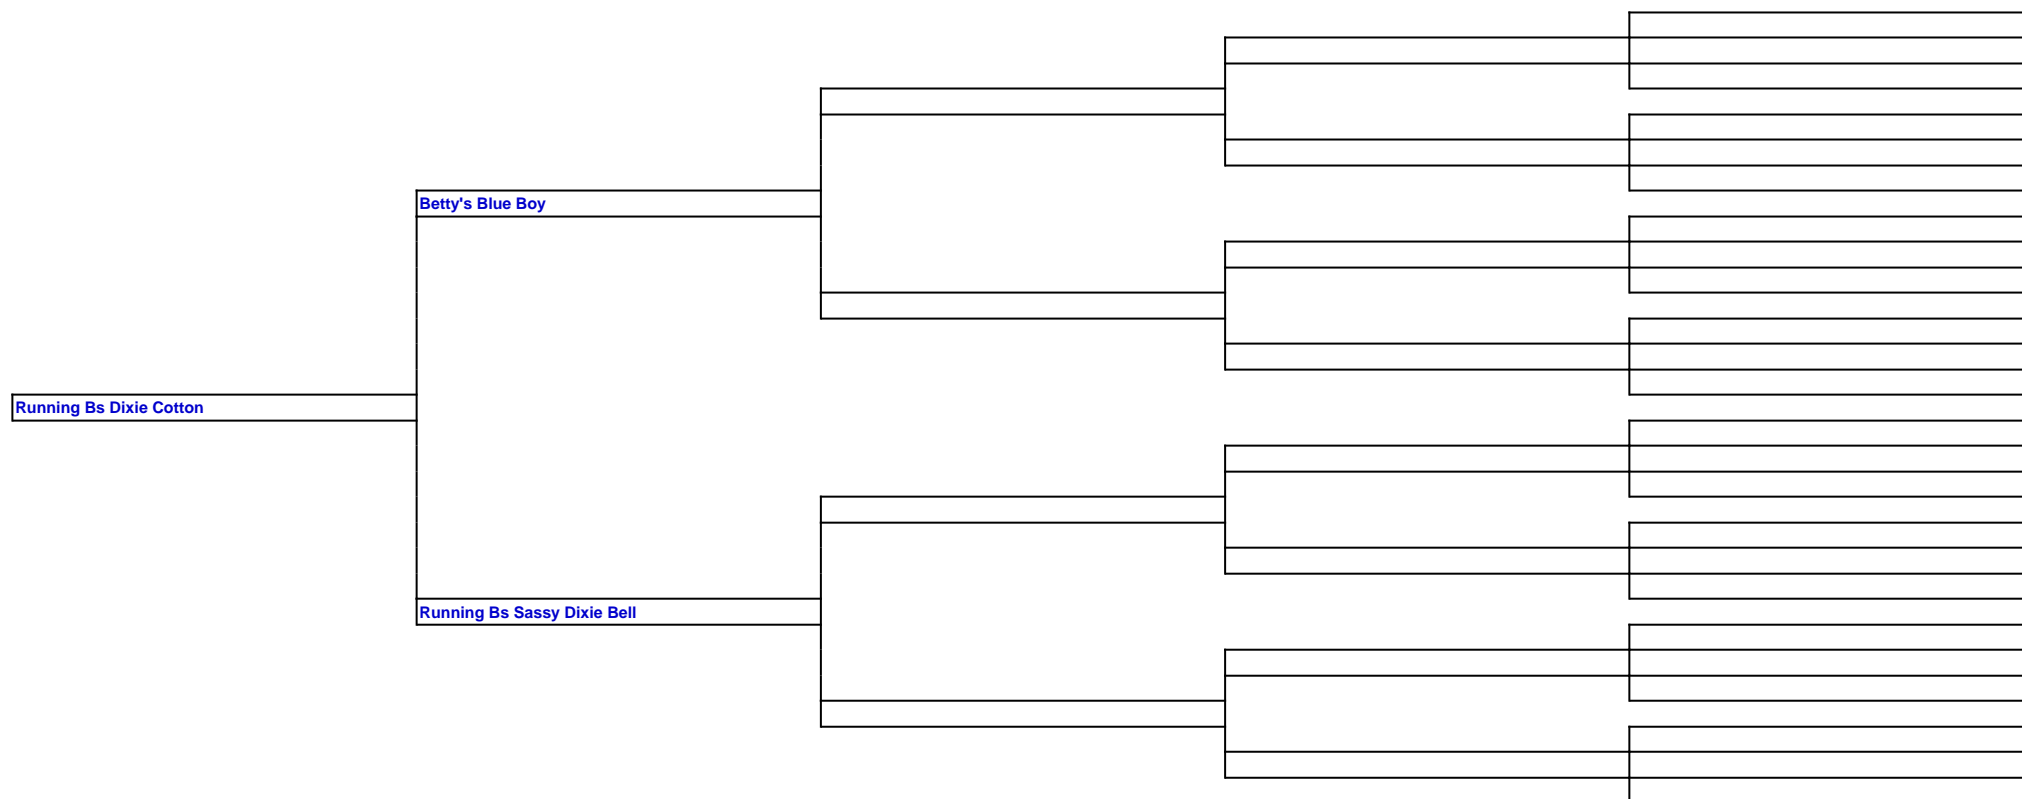 Betty's Blue Boy
Running Bs Dixie Cotton
Running Bs Sassy Dixie Bell